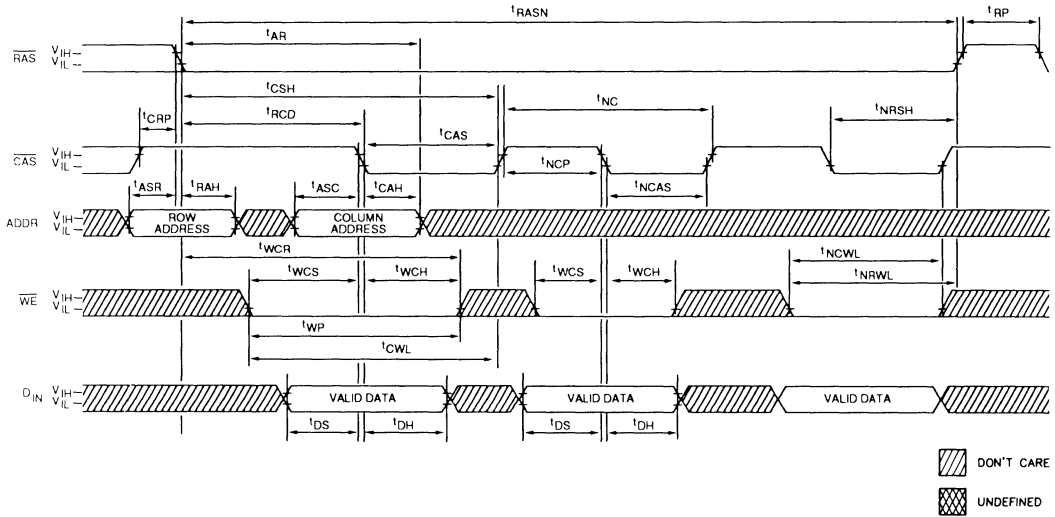 tRASN
tRP
tAR
RAS VIH
VIL
tCSH
tNC
tCRP
tRCD
tNRSH
tCAS
CAS VIH
VIL
tNCP
tNCAS
tASR
tRAH
tASC
tCAH
ADDR VIH
VIL
ROW ADDRESS
COLUMN ADDRESS
tWCR
tNCWL
tWCS
tWCH
tWCS
tWCH
tNRWL
WE VIH
VIL
tWP
tCWL
DIN VIH
VIL
VALID DATA
VALID DATA
VALID DATA
tDS
tDH
tDS
tDH
DON'T CARE
UNDEFINED